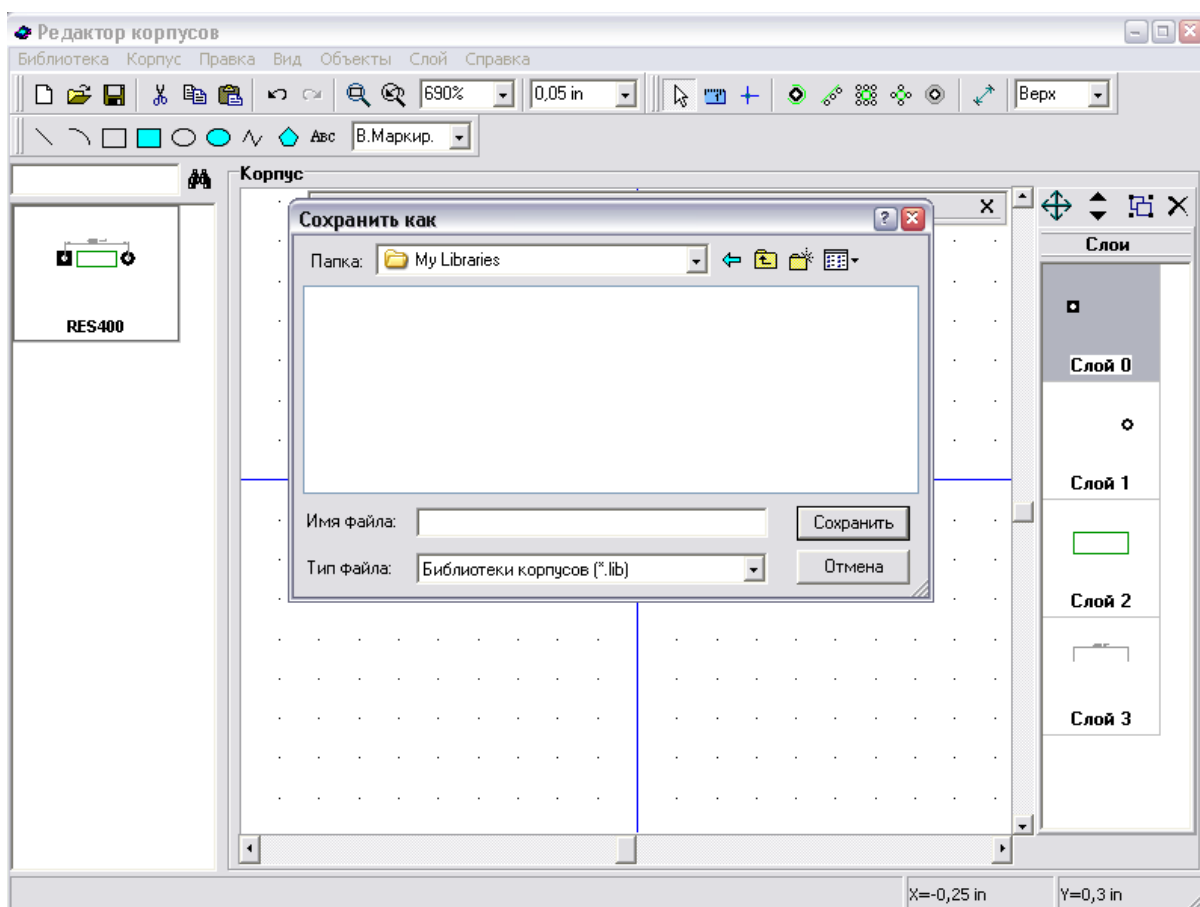 Редактор корпусов
Библиотека Корпус Правка Вид Объекты Слой Справка
690% 0,05 in Верх
Авс В.Маркир.
Корпус
Сохранить как
Папка: My Libraries
Слои
RES400
Слой 0
Слой 1
Имя файла: Сохранить
Тип файла: Библиотеки корпусов (*.lib) Отмена
Слой 2
Слой 3
X=-0,25 in Y=0,3 in